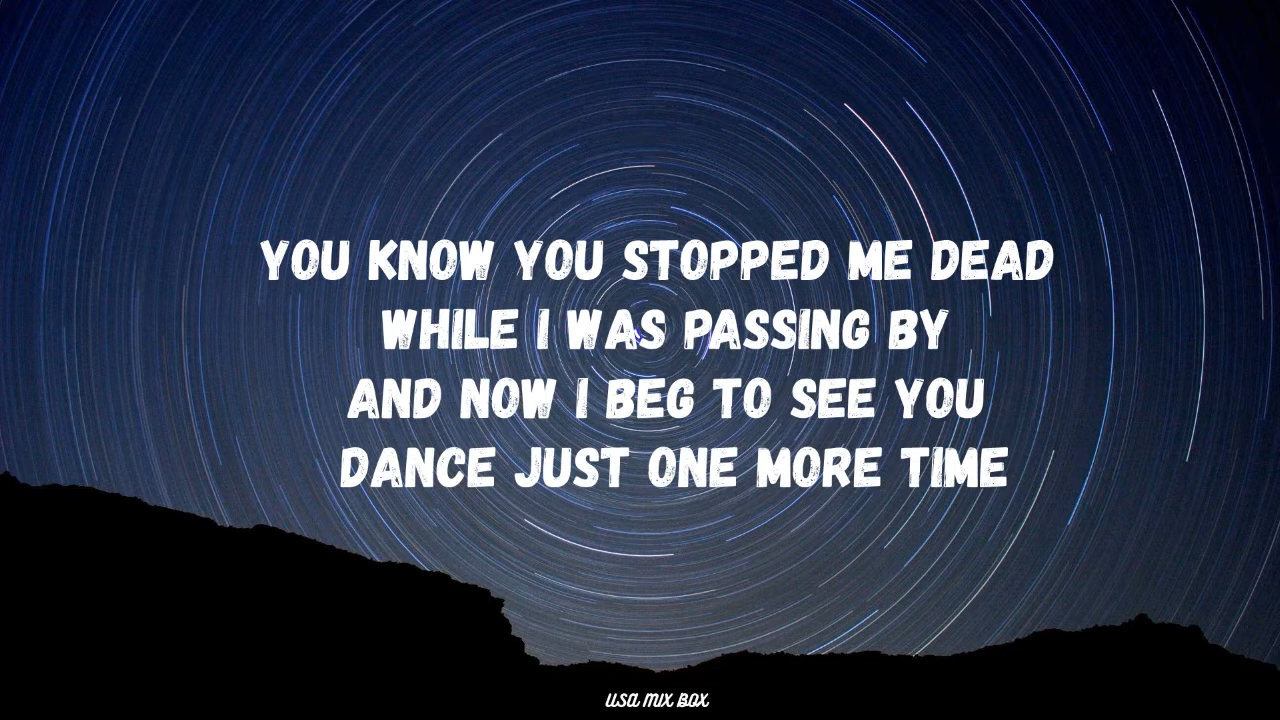 YOU KNOW YOU STOPPED ME DEAD
WHILE I WAS PASSING BY
AND NOW I BEG TO SEE YOU
DANCE JUST ONE MORE TIME
USA MIX BOX